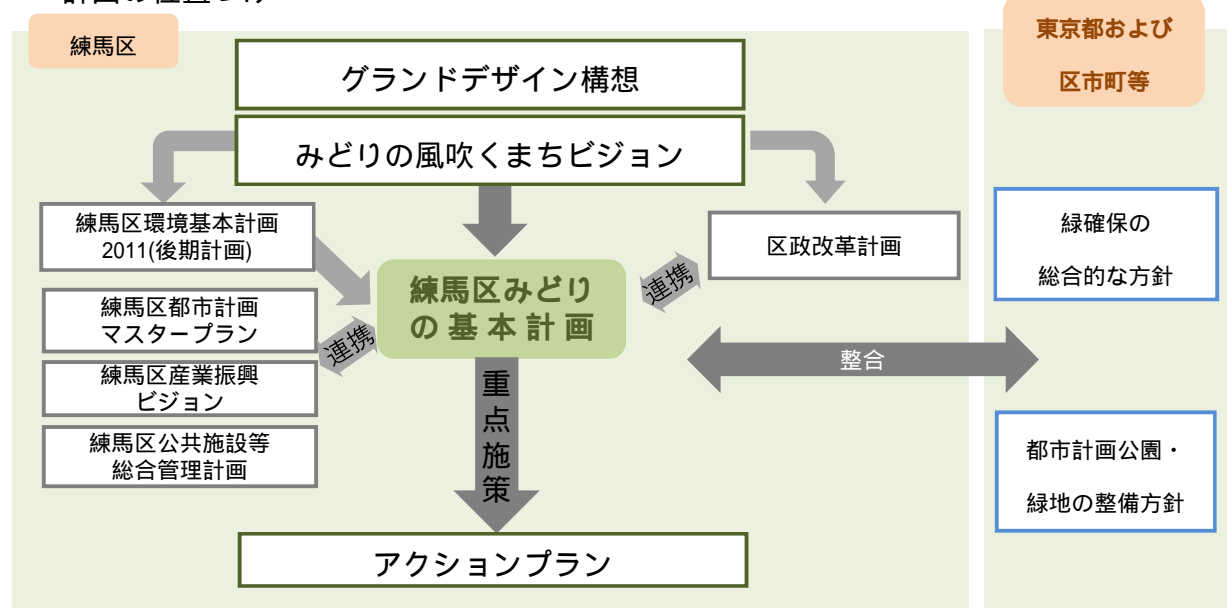 計画の位置づけ
練馬区
グランドデザイン構想
みどりの風吹くまちビジョン
練馬区環境基本計画
2011(後期計画)
練馬区都市計画
マスタープラン
練馬区産業振興
ビジョン
練馬区公共施設等
総合管理計画
連携
練馬区みどり
の基本計画
連携
区政改革計画
重点施策
アクションプラン
整合
東京都および
区市町等
緑確保の
総合的な方針
都市計画公園・
緑地の整備方針